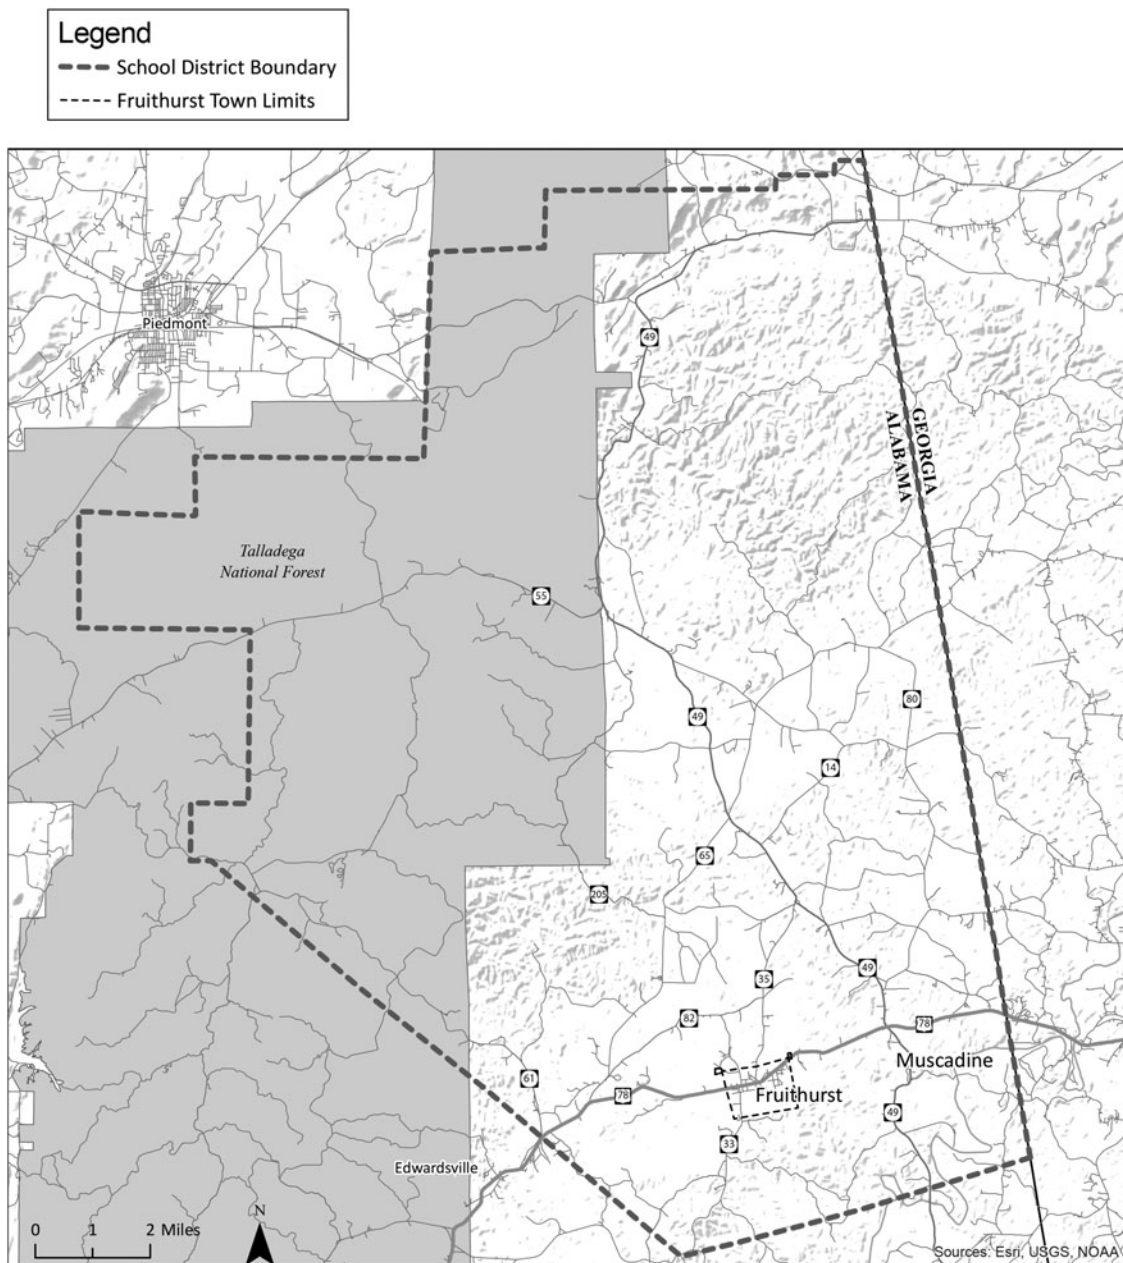 Legend
School District Boundary
Fruithurst Town Limits
Piedmont
49
GEORGIA
ALABAMA
Talladega
National Forest
55
80
49
14
65
205
49
35
82
78
Muscadine
61
78
Fruithurst
49
33
Edwardsville
N
0 1 2 Miles
Sources: Esri, USGS, NOAA